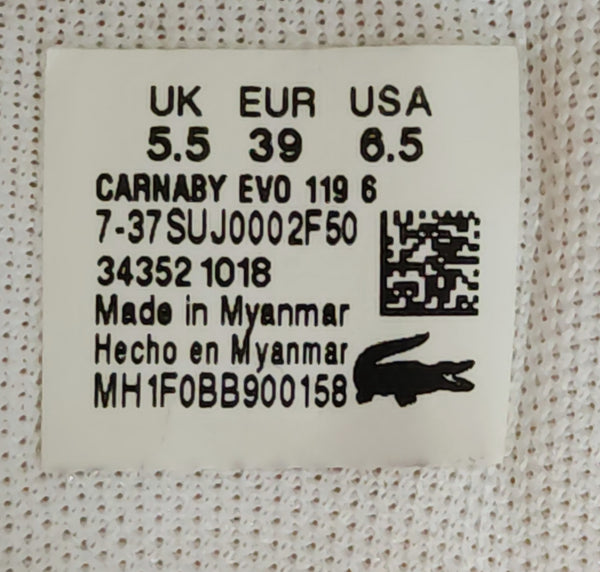 UK EUR USA
5.5 39 6.5
CARNABY EVO 119 6
7-37SUJ0002F50
34352 1018
Made in Myanmar
Hecho en Myanmar
MH1F0BB900158